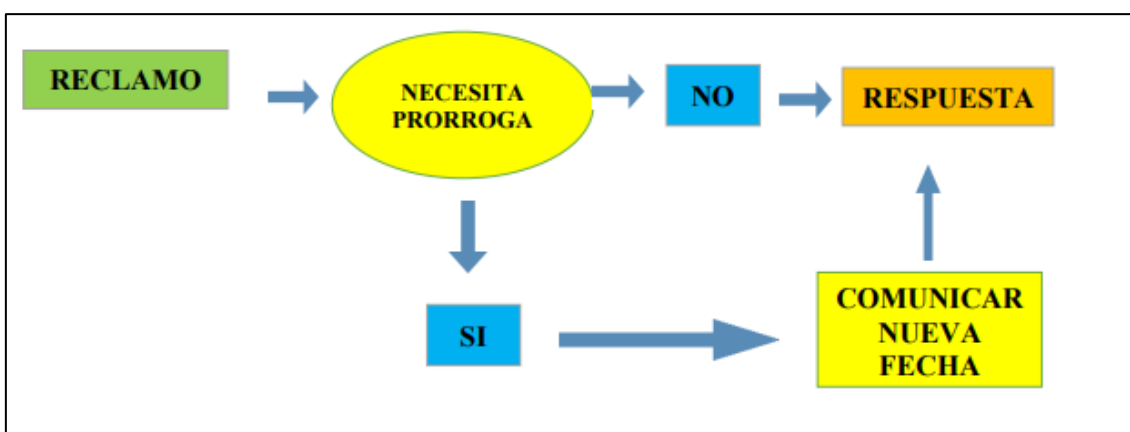 RECLAMO
NECESITA
PRORROGA
NO
RESPUESTA
SI
COMUNICAR
NUEVA
FECHA